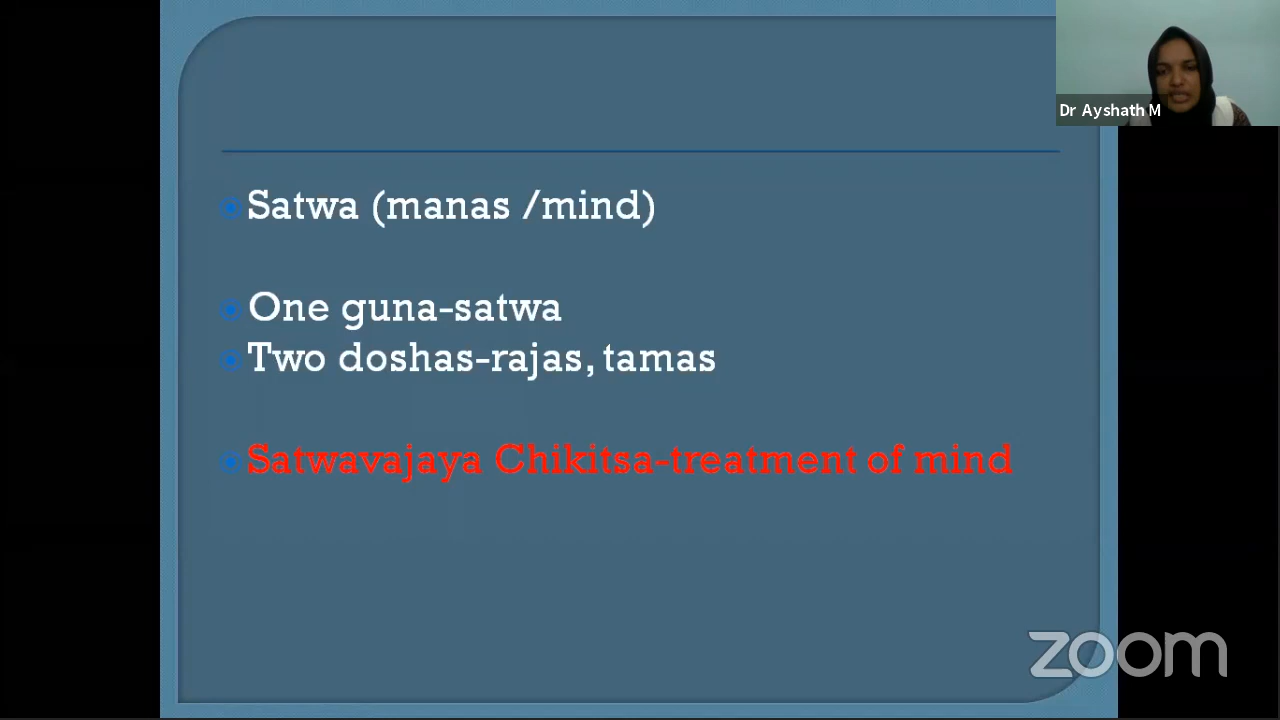 Dr Ayshath M
Satwa (manas /mind)
One guna-satwa
Two doshas-rajas, tamas
Satwavajaya Chikitsa-treatment of mind
zoom